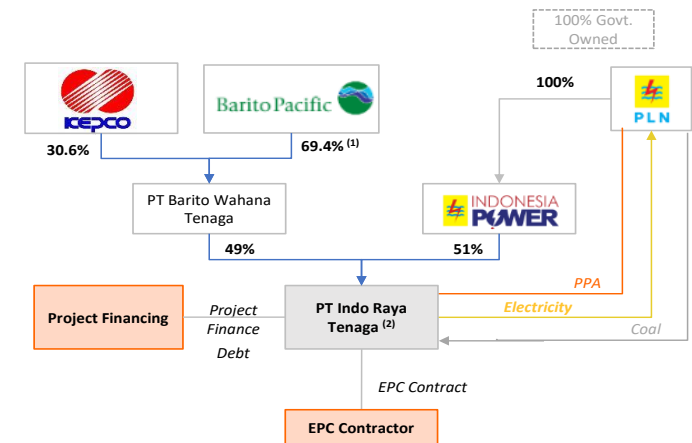 100% Govt.
Owned
KEPCO
Barito Pacific
100%
PLN
30.6%
69.4% (1)
PT Barito Wahana
Tenaga
INDONESIA
POWER
49%
51%
PPA
Project Financing
Project
Finance
Debt
PT Indo Raya
Tenaga (2)
Electricity
Coal
EPC Contract
EPC Contractor